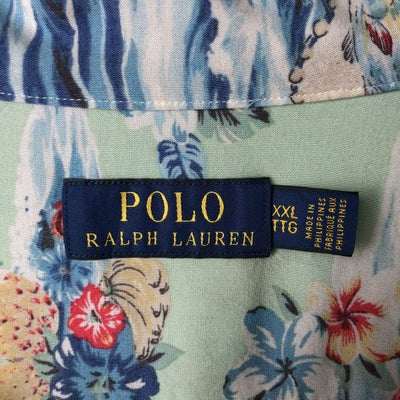 POLO
RALPH LAUREN
XXL
TTG
MADE IN
PHILIPPINES
FABRIQUÉ AUX
PHILIPPINES